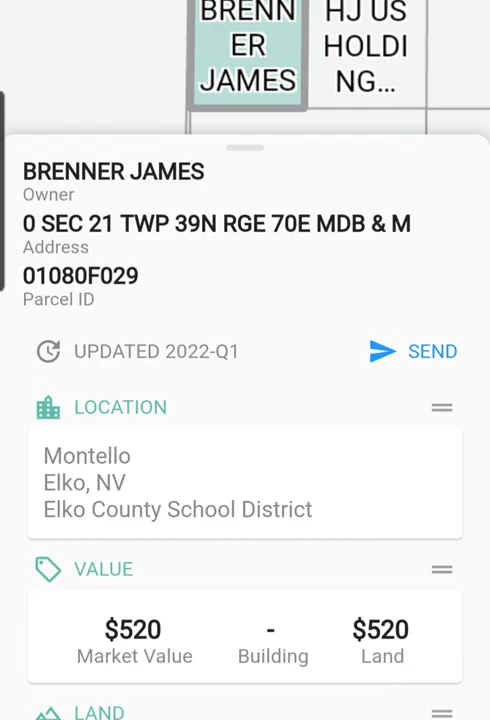 BRENN
ER
JAMES
HJ US
HOLDI
NG...
BRENNER JAMES
Owner
0 SEC 21 TWP 39N RGE 70E MDB & M
Address
01080F029
Parcel ID
UPDATED 2022-Q1
SEND
LOCATION
Montello
Elko, NV
Elko County School District
VALUE
$520 - $520
Market Value Building Land
LAND